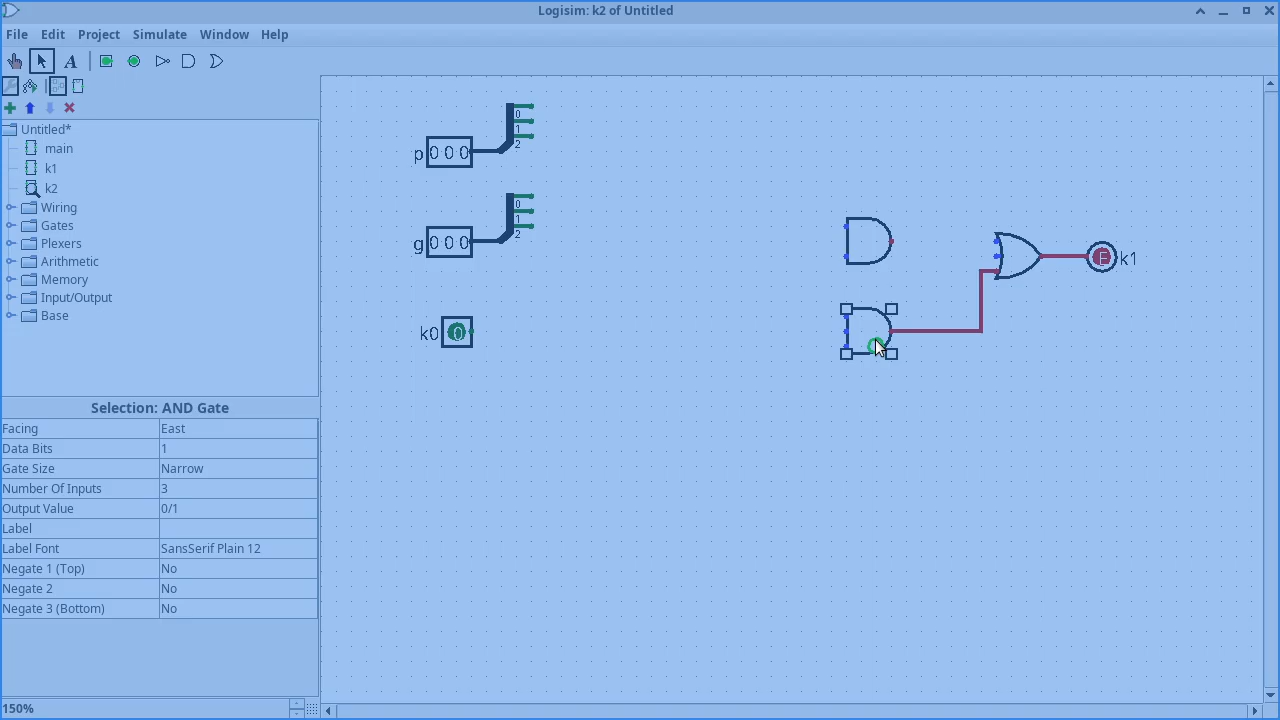 Logisim: k2 of Untitled
File Edit Project Simulate Window Help
A
Untitled*
main
k1
k2
Wiring
Gates
Plexers
Arithmetic
Memory
Input/Output
Base
Selection: AND Gate
Facing East
Data Bits 1
Gate Size Narrow
Number Of Inputs 3
Output Value 0/1
Label
Label Font SansSerif Plain 12
Negate 1 (Top) No
Negate 2 No
Negate 3 (Bottom) No
150%
p 0 0 0
0
1
2
g 0 0 0
0
1
2
k0 0
E k1